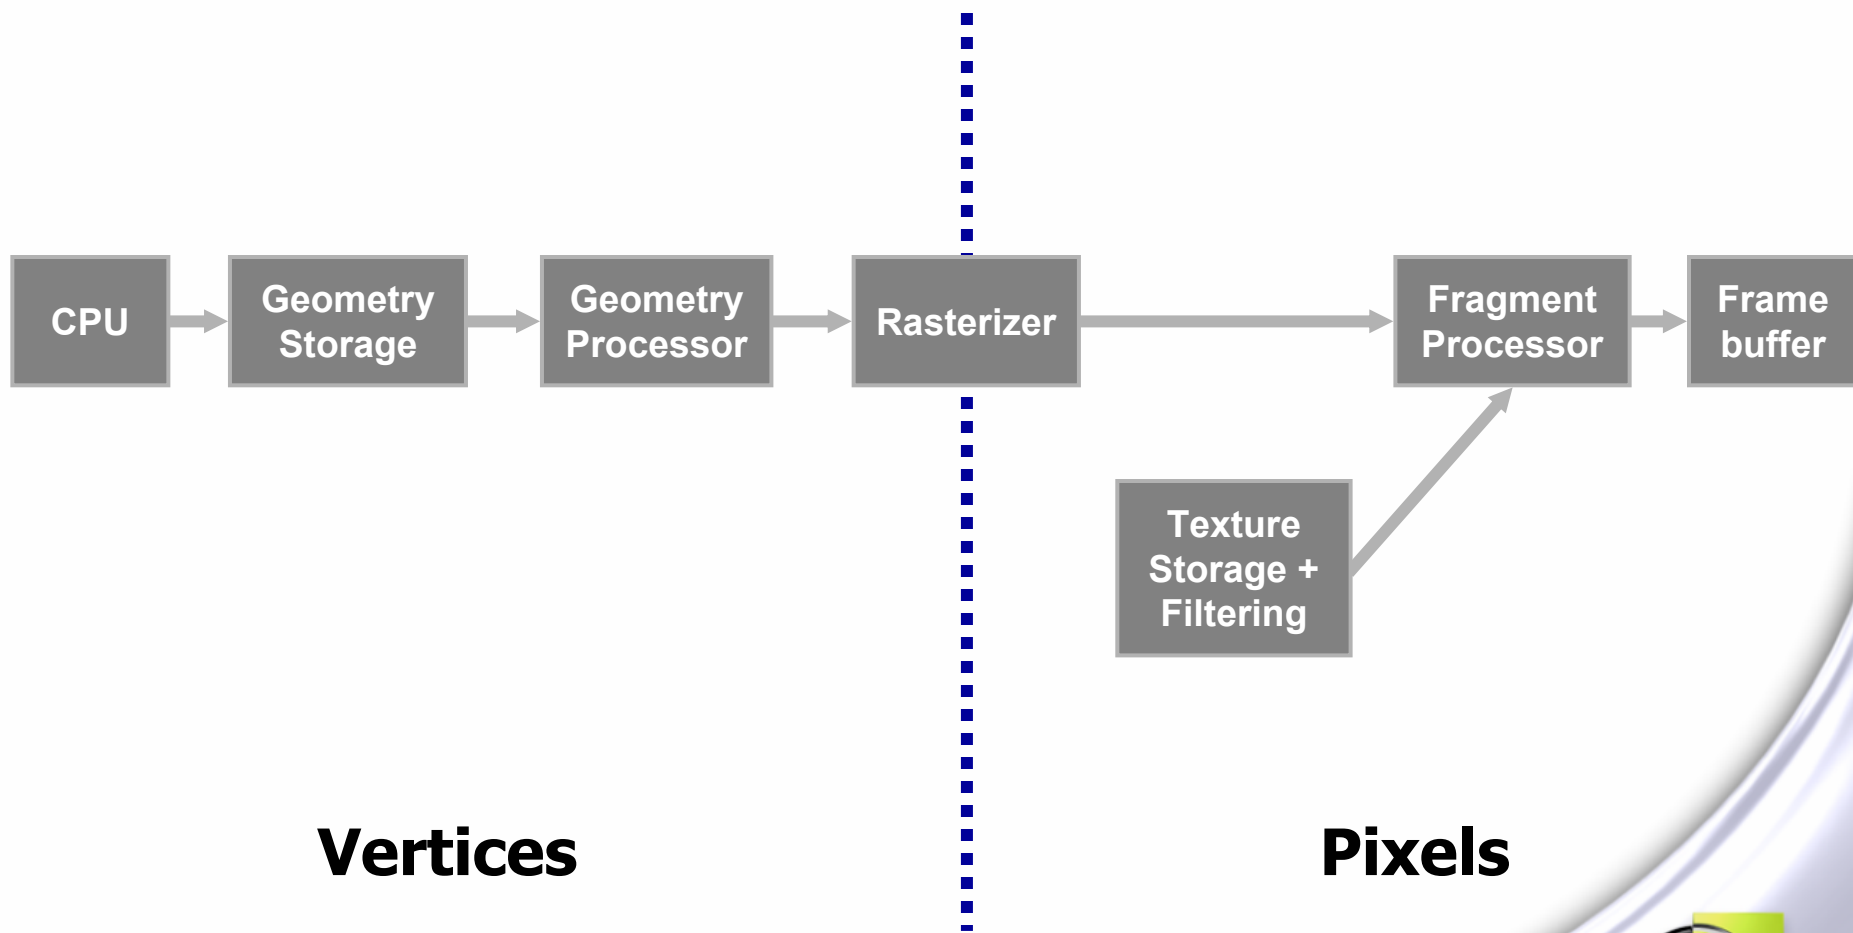 CPU
Geometry
Storage
Geometry
Processor
Rasterizer
Fragment
Processor
Frame
buffer
Texture
Storage +
Filtering
Vertices
Pixels